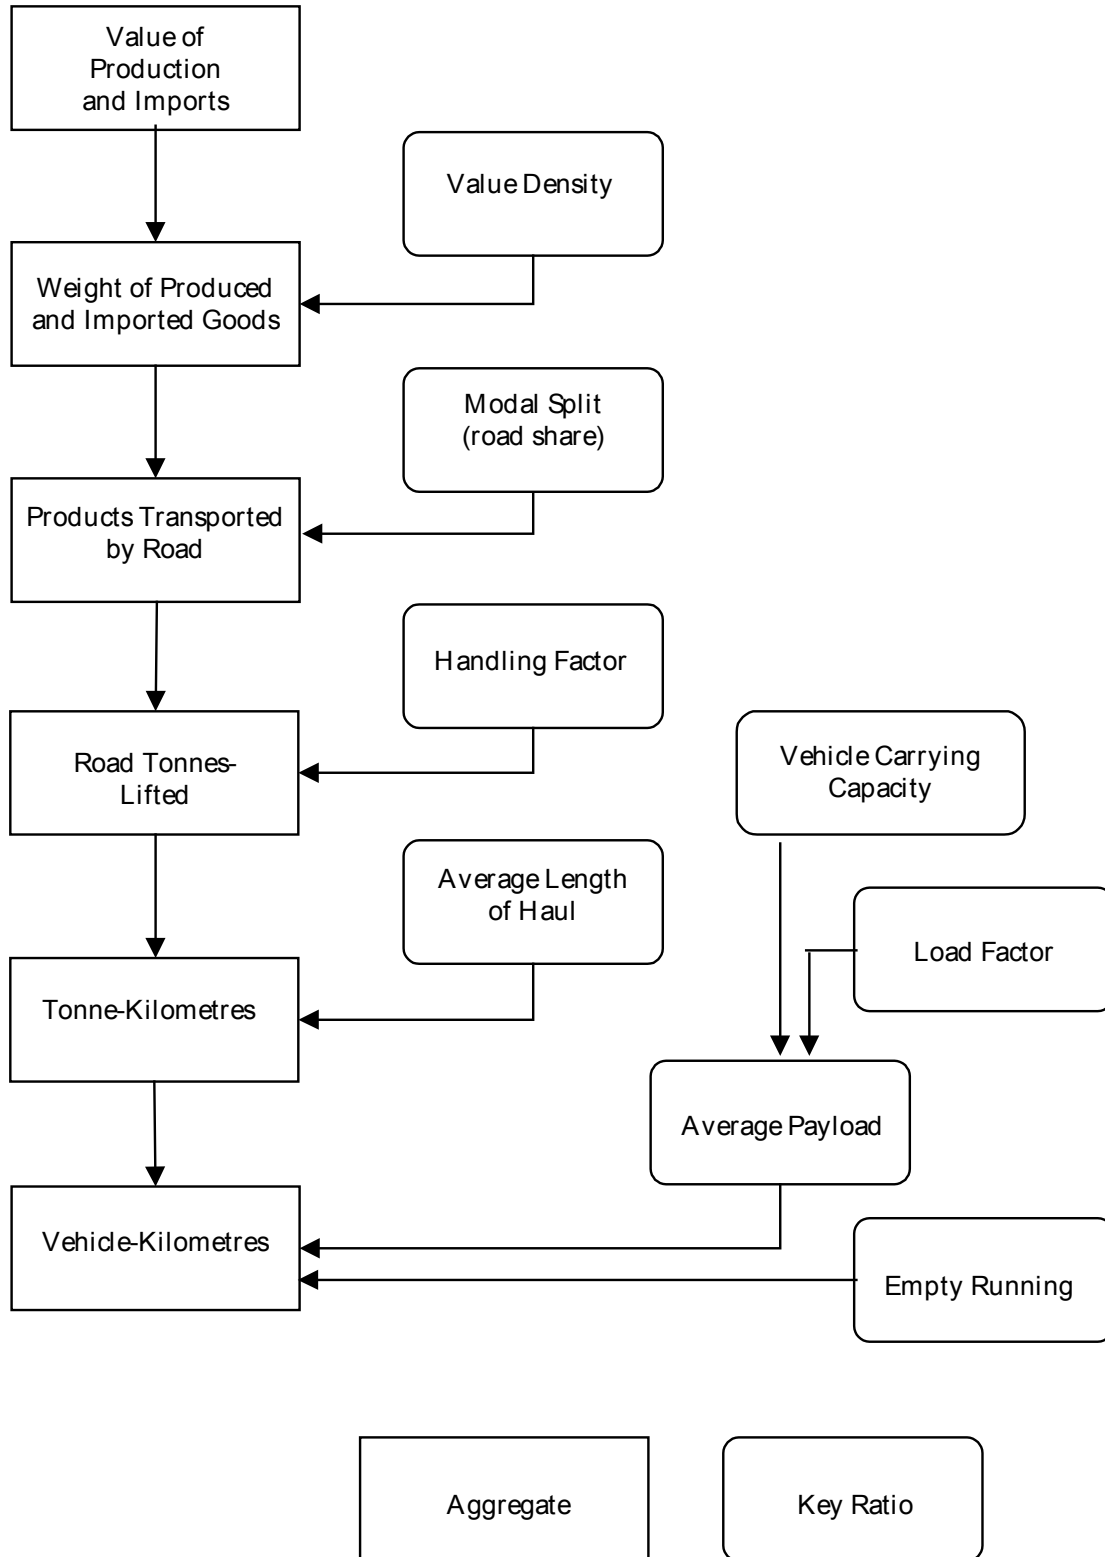 Value of
Production
and Imports
Value Density
Weight of Produced
and Imported Goods
Modal Split
(road share)
Products Transported
by Road
Handling Factor
Road Tonnes-
Lifted
Vehicle Carrying
Capacity
Average Length
of Haul
Load Factor
Tonne-Kilometres
Average Payload
Vehicle-Kilometres
Empty Running
Aggregate
Key Ratio